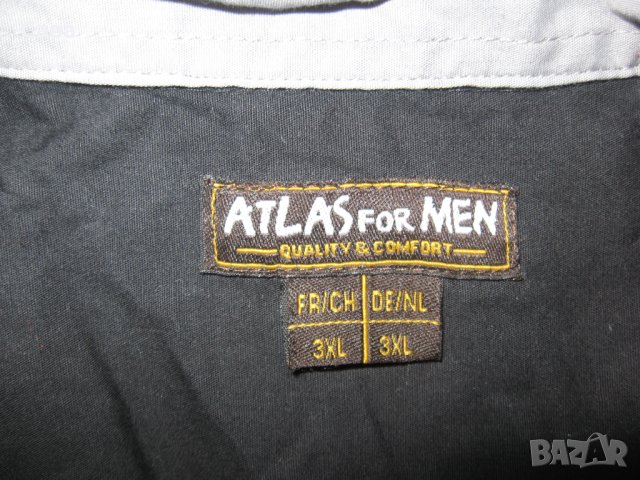 ATLAS FOR MEN
QUALITY & COMFORT
FR/CH DE/NL
3XL 3XL
BAZAR